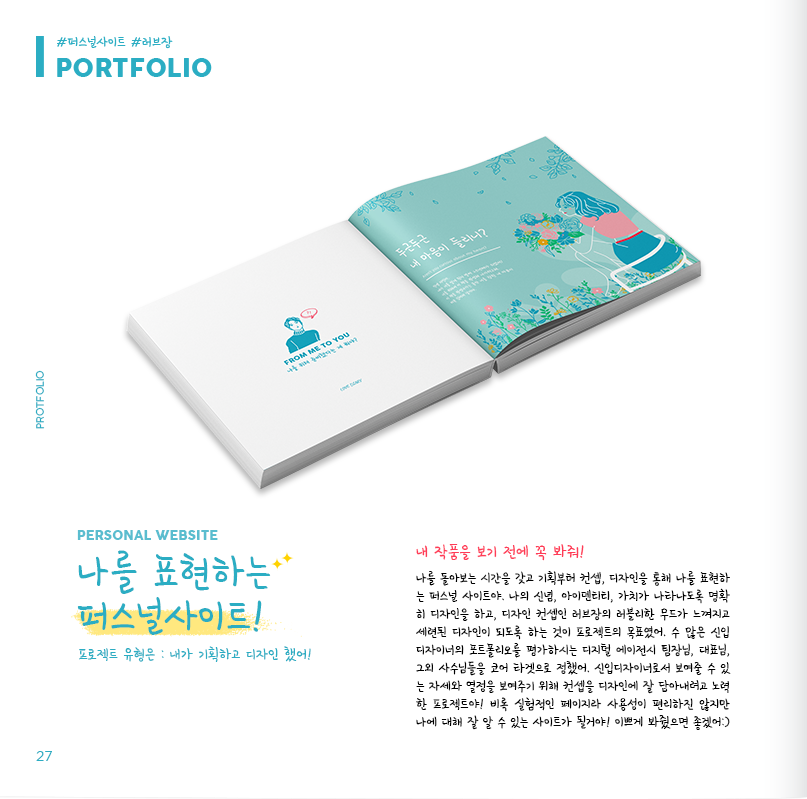 #퍼스널사이트 #러브장
PORTFOLIO
두근두근
내 마음이 들리니?
FROM ME TO YOU
LOVE DIARY
PROTFOLIO
PERSONAL WEBSITE
나를 표현하는
퍼스널사이트!
프로젝트 유형은 : 내가 기획하고 디자인 했어!
내 작품을 보기 전에 꼭 봐줘!
나를 돌아보는 시간을 갖고 기획부터 컨셉, 디자인을 통해 나를 표현하
는 퍼스널 사이트야. 나의 신념, 아이덴티티, 가치가 나타나도록 명확
히 디자인을 하고, 디자인 컨셉인 러브장의 러블리한 무드가 느껴지고
세련된 디자인이 되도록 하는 것이 프로젝트의 목표였어. 수 많은 신입
디자이너의 포트폴리오를 평가하시는 디지털 에이전시 팀장님, 대표님,
그외 사수님들을 코어 타겟으로 정했어. 신입디자이너로서 보여줄 수 있
는 자세와 열정을 보여주기 위해 컨셉을 디자인에 잘 담아내려고 노력
한 프로젝트야! 비록 실험적인 페이지라 사용성이 편리하진 않지만
나에 대해 잘 알 수 있는 사이트가 될거야! 이쁘게 봐줬으면 좋겠어:)
27